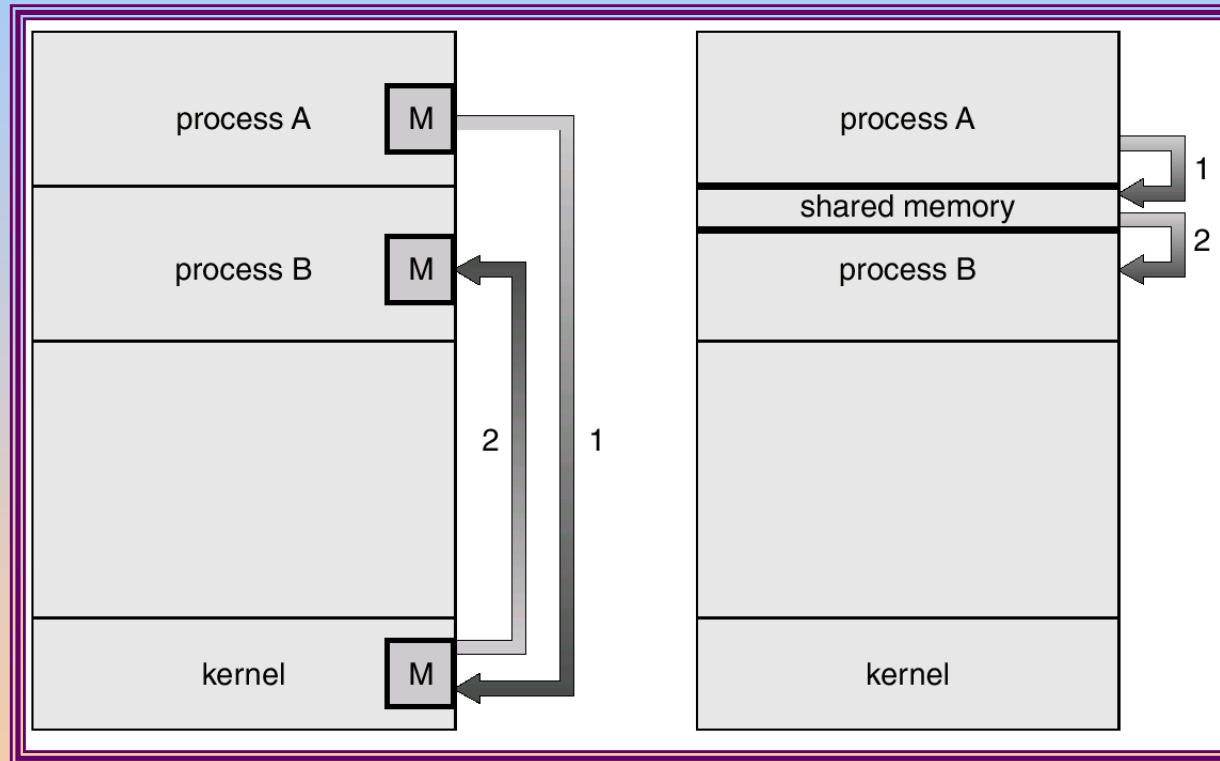 process A
M
process B
M
2
1
kernel
M
process A
1
shared memory
2
process B
kernel